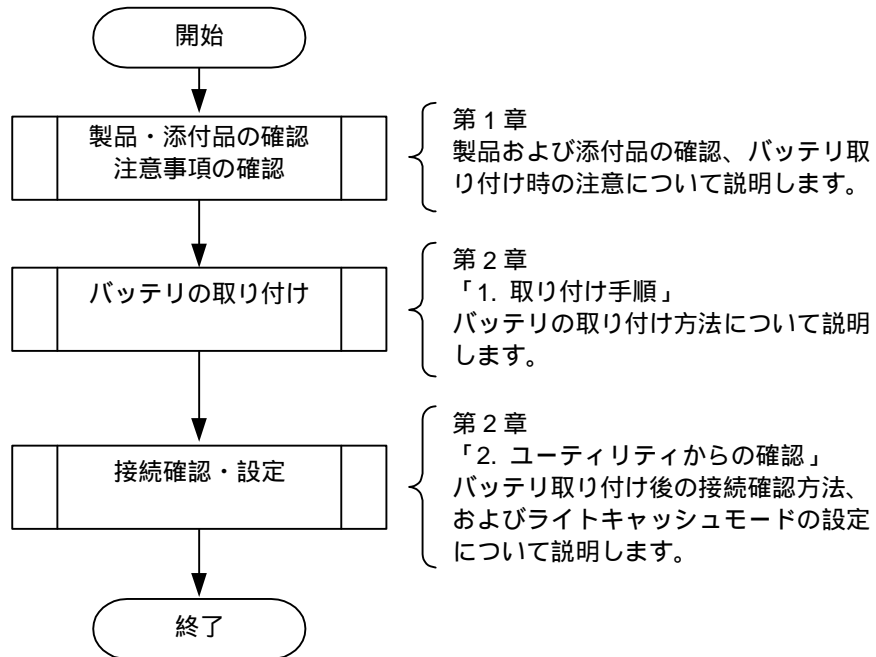 開始
製品・添付品の確認
注意事項の確認
第1章
製品および添付品の確認、バッテリ取
り付け時の注意について説明します。
バッテリの取り付け
第2章
「1. 取り付け手順」
バッテリの取り付け方法について説明
します。
接続確認・設定
第2章
「2. ユーティリティからの確認」
バッテリ取り付け後の接続確認方法、
およびライトキャッシュモードの設定
について説明します。
終了